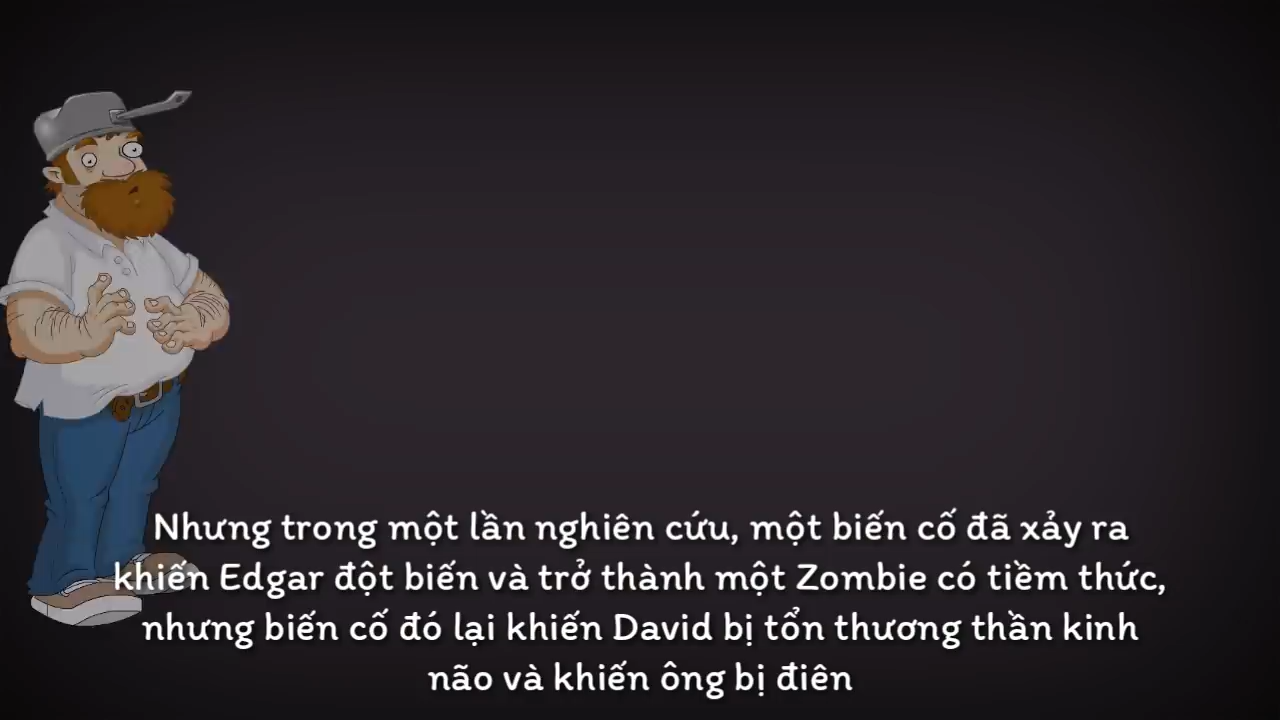 Nhưng trong một lần nghiên cứu, một biến cố đã xảy ra
khiến Edgar đột biến và trở thành một Zombie có tiềm thức,
nhưng biến cố đó lại khiến David bị tổn thương thần kinh
não và khiến ông bị điên